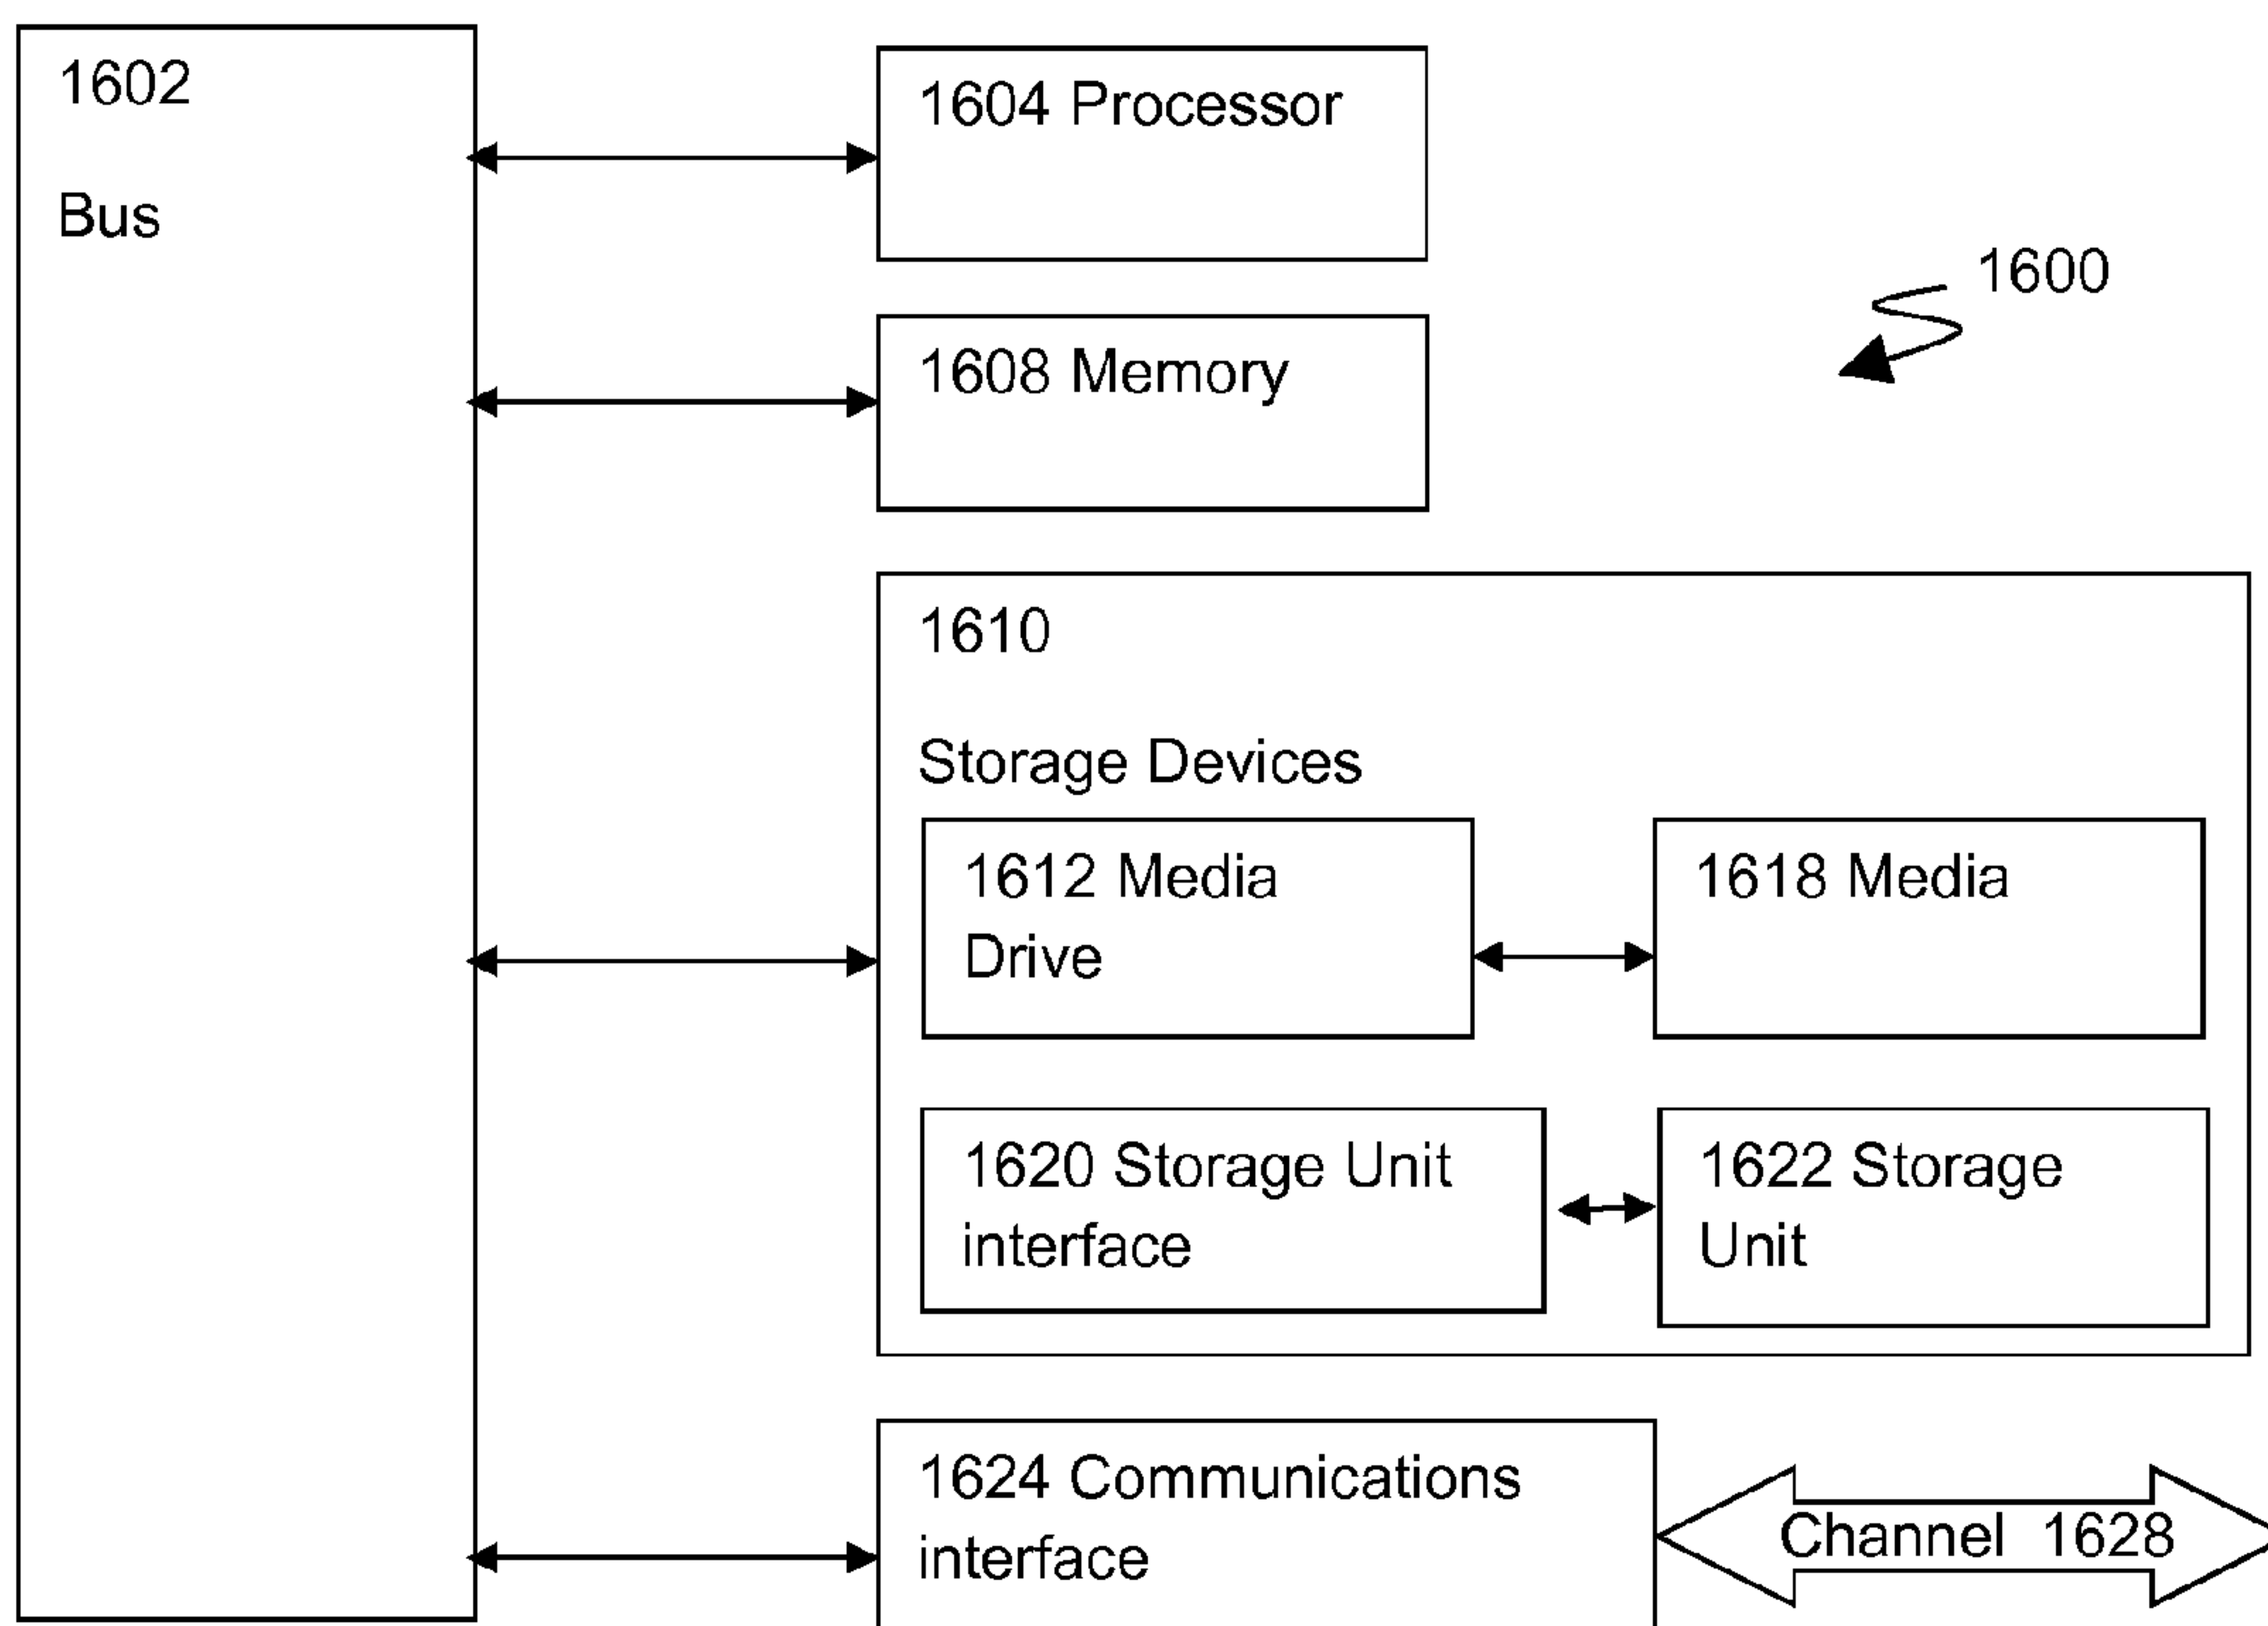 1602
Bus
1604 Processor
1600
1608 Memory
1610
Storage Devices
1612 Media
Drive
1618 Media
1620 Storage Unit
interface
1622 Storage
Unit
1624 Communications
interface
Channel 1628